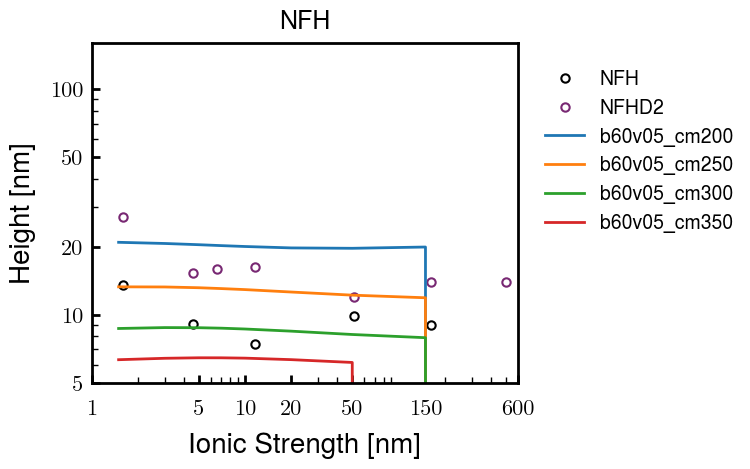 NFH
100
50
20
10
5
Height [nm]
1
5
10
20
50
150
600
Ionic Strength [nm]
NFH
NFHD2
b60v05_cm200
b60v05_cm250
b60v05_cm300
b60v05_cm350